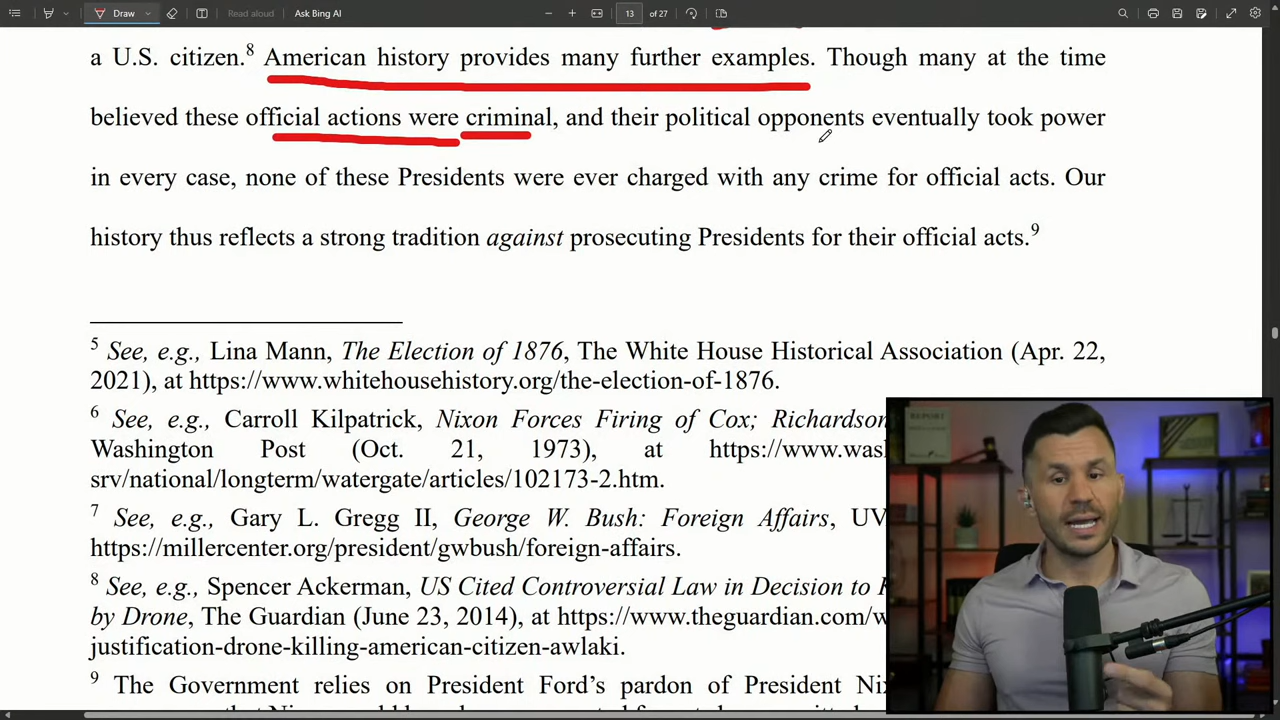 Draw
Read aloud
Ask Bing AI
13
of 27
a U.S. citizen.8 American history provides many further examples. Though many at the time
believed these official actions were criminal, and their political opponents eventually took power
in every case, none of these Presidents were ever charged with any crime for official acts. Our
history thus reflects a strong tradition against prosecuting Presidents for their official acts.9
5 See, e.g., Lina Mann, The Election of 1876, The White House Historical Association (Apr. 22,
2021), at https://www.whitehousehistory.org/the-election-of-1876.
6 See, e.g., Carroll Kilpatrick, Nixon Forces Firing of Cox; Richardson
Washington Post (Oct. 21, 1973), at https://www.was
srv/national/longterm/watergate/articles/102173-2.htm.
7 See, e.g., Gary L. Gregg II, George W. Bush: Foreign Affairs, UV
https://millercenter.org/president/gwbush/foreign-affairs.
8 See, e.g., Spencer Ackerman, US Cited Controversial Law in Decision to
by Drone, The Guardian (June 23, 2014), at https://www.theguardian.com/w
justification-drone-killing-american-citizen-awlaki.
9 The Government relies on President Ford's pardon of President Nix
REPORT